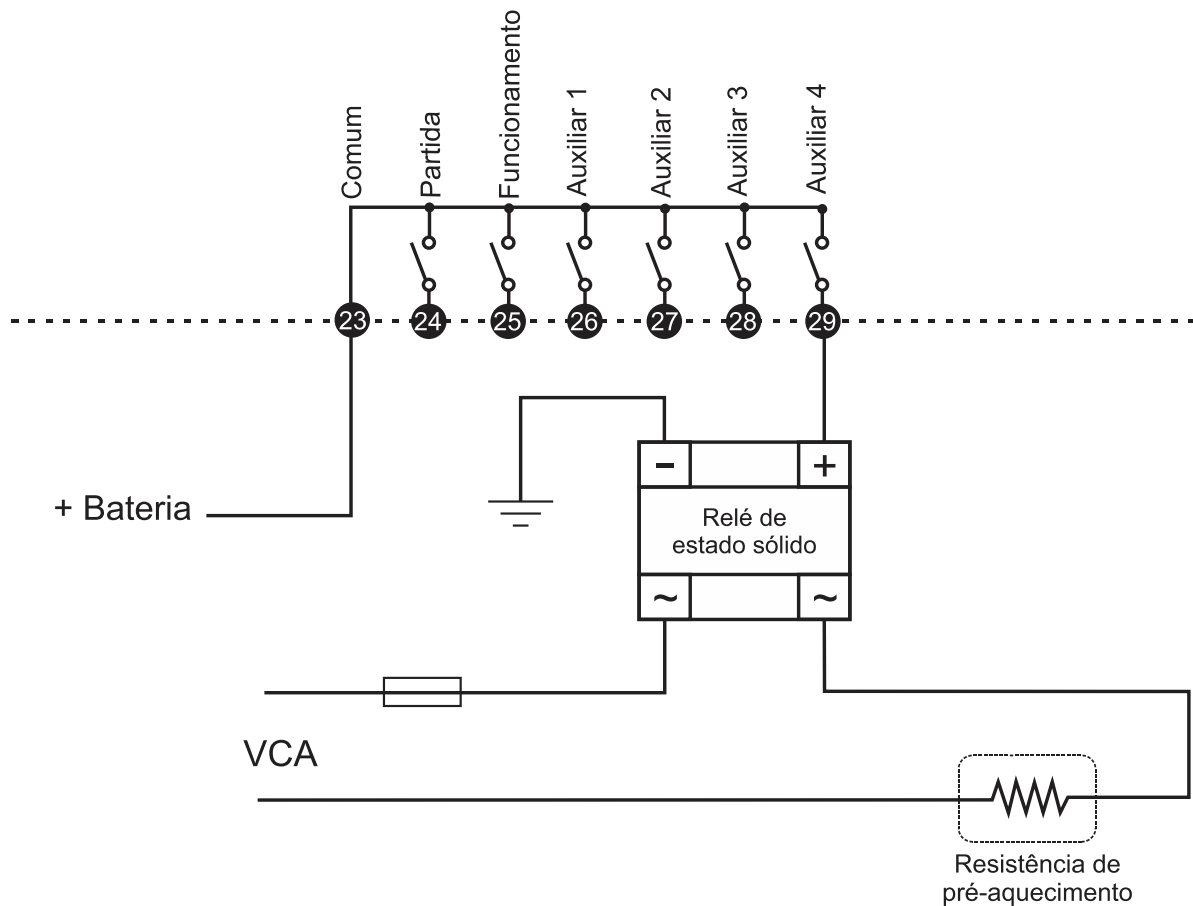 Comum
Partida
Funcionamento
Auxiliar 1
Auxiliar 2
Auxiliar 3
Auxiliar 4
23
24
25
26
27
28
29
+ Bateria
- +
Relé de
estado sólido
~ ~
VCA
Resistência de
pré-aquecimento